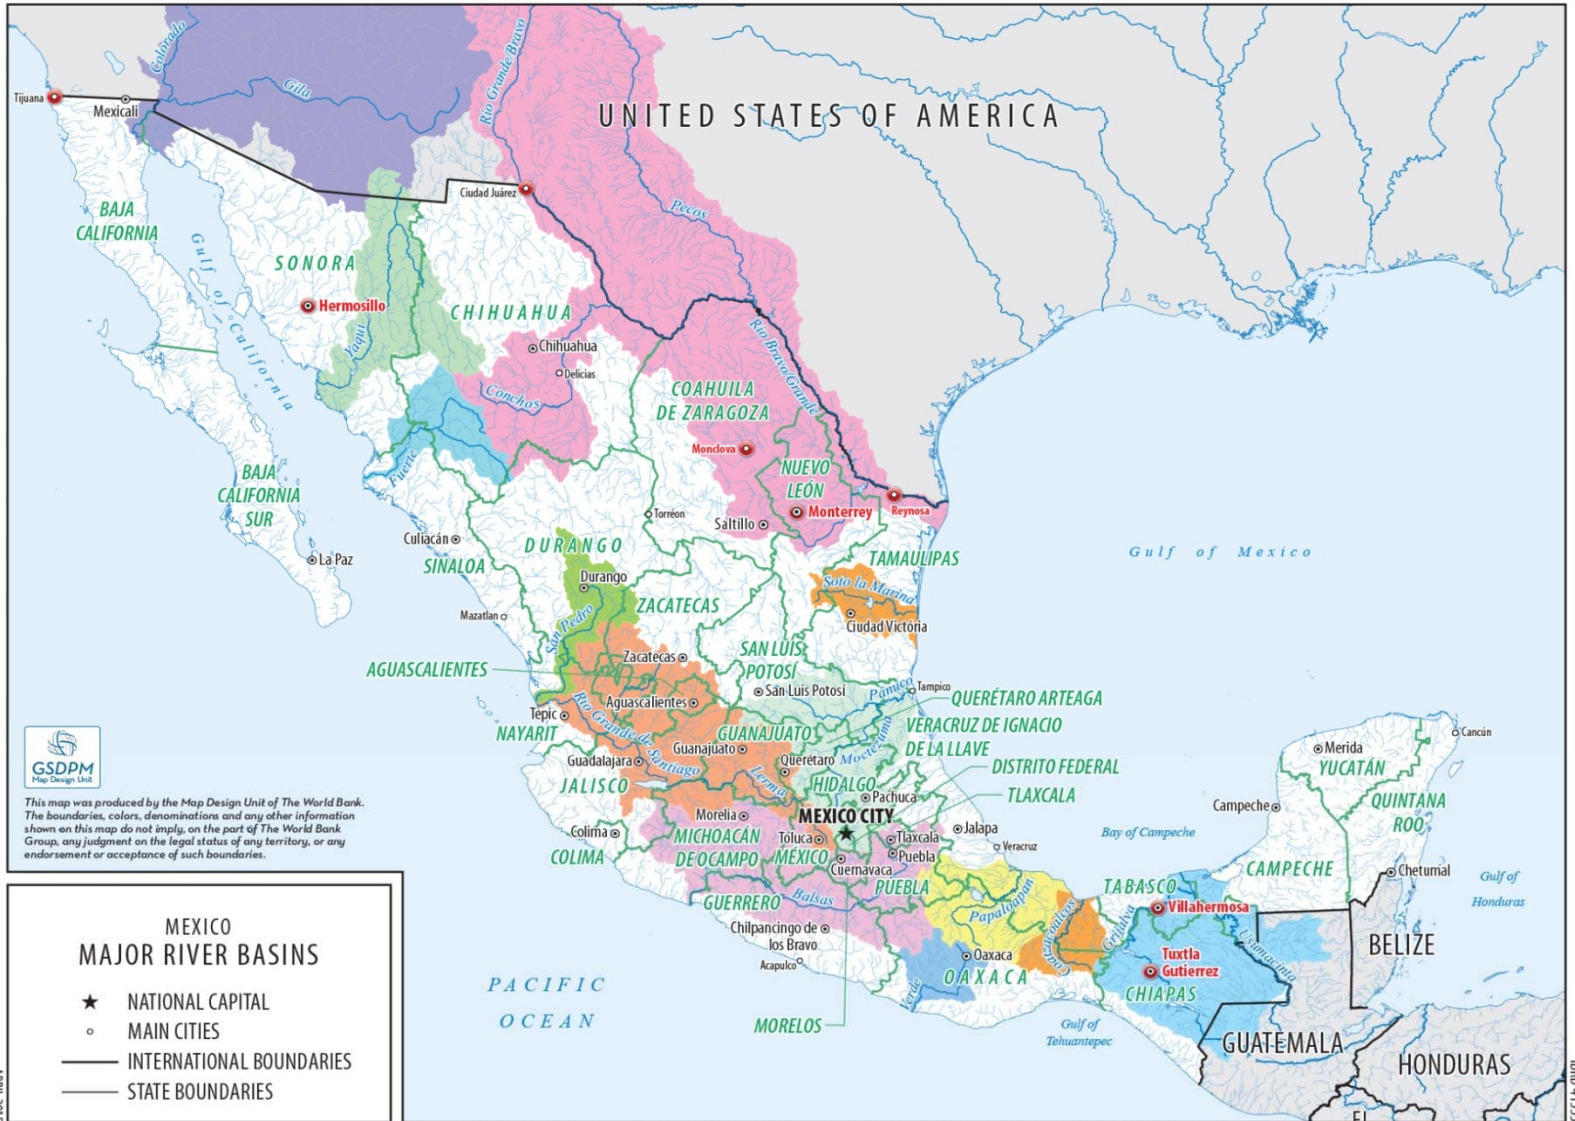 Colorado
Gila
Rio Grande/Bravo
UNITED STATES OF AMERICA
Tijuana
Mexicali
Ciudad Juárez
Pecos
BAJA
CALIFORNIA
Gulf of California
SONORA
Hermosillo
Yaqui
CHIHUAHUA
Chihuahua
Delicias
Conchos
Rio Bravo/Grande
COAHUILA
DE ZARAGOZA
Monclova
NUEVO
LEÓN
Monterrey
Reynosa
Saltillo
Fuerte
BAJA
CALIFORNIA
SUR
La Paz
Culiacán
SINALOA
Torreón
DURANGO
Durango
San Pedro
Mazatlan
ZACATECAS
Zacatecas
TAMAULIPAS
Soto la Marina
Ciudad Victória
Gulf of Mexico
SAN LUIS
POTOSÍ
San Luis Potosí
AGUASCALIENTES
Aguascalientes
Pánuco
Tampico
QUERÉTARO ARTEAGA
VERACRUZ DE IGNACIO
DE LA LLAVE
DISTRITO FEDERAL
TLAXCALA
Tepic
NAYARIT
Rio Grande de Santiago
GUANAJUATO
Guanajuato
Moctezuma
Querétaro
Guadalajara
JALISCO
Lerma
HIDALGO
Pachuca
MEXICO CITY
Morelia
MICHOACÁN
DE OCAMPO
Toluca
MÉXICO
Tlaxcala
Puebla
Cuernavaca
PUEBLA
Jalapa
Veracruz
Colima
COLIMA
GUERRERO
Balsas
Chilpancingo de
los Bravo
Acapulco
Papaloapan
Verde
Oaxaca
OAXACA
Coatzacoalcos
Grijalva
MORELOS
Gulf of
Tehuantepec
TABASCO
Villahermosa
Usumacinta
Tuxtla
Gutierrez
CHIAPAS
Bay of Campeche
Campeche
CAMPECHE
Merida
YUCATÁN
Cancún
QUINTANA
ROO
Chetumal
Gulf of
Honduras
BELIZE
GUATEMALA
HONDURAS
EL
PACIFIC
OCEAN
GSDPM
Map Design Unit
This map was produced by the Map Design Unit of The World Bank.
The boundaries, colors, denominations and any other information
shown on this map do not imply, on the part of The World Bank
Group, any judgment on the legal status of any territory, or any
endorsement or acceptance of such boundaries.
MEXICO
MAJOR RIVER BASINS
NATIONAL CAPITAL
MAIN CITIES
INTERNATIONAL BOUNDARIES
STATE BOUNDARIES